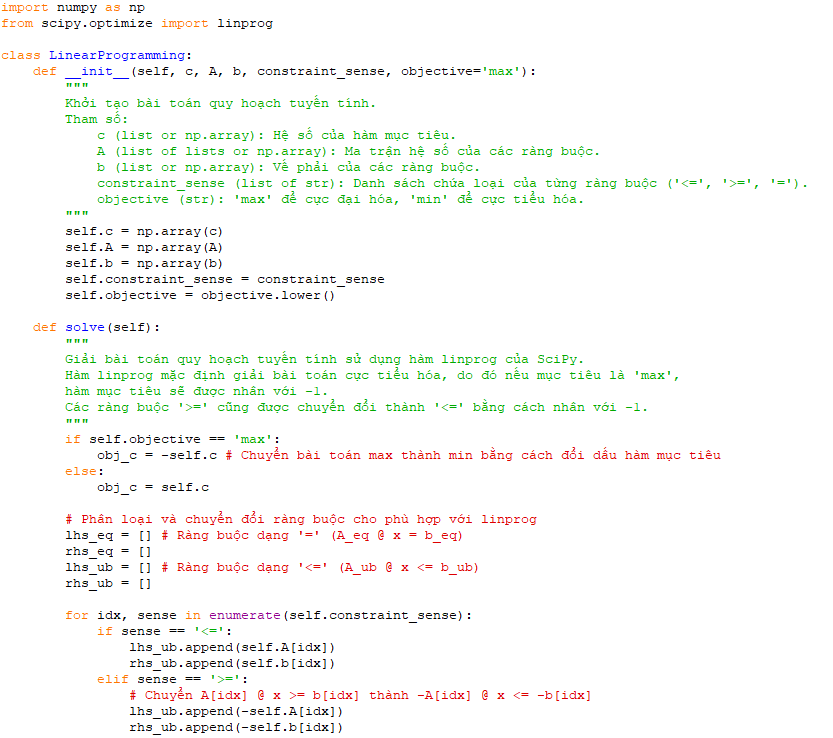 import numpy as np
from scipy.optimize import linprog

class LinearProgramming:
    def __init__(self, c, A, b, constraint_sense, objective='max'):
        """
        Khởi tạo bài toán quy hoạch tuyến tính.
        Tham số:
            c (list or np.array): Hệ số của hàm mục tiêu.
            A (list of lists or np.array): Ma trận hệ số của các ràng buộc.
            b (list or np.array): Vế phải của các ràng buộc.
            constraint_sense (list of str): Danh sách chứa loại của từng ràng buộc ('<=', '>=', '=').
            objective (str): 'max' để cực đại hóa, 'min' để cực tiểu hóa.
        """
        self.c = np.array(c)
        self.A = np.array(A)
        self.b = np.array(b)
        self.constraint_sense = constraint_sense
        self.objective = objective.lower()

    def solve(self):
        """
        Giải bài toán quy hoạch tuyến tính sử dụng hàm linprog của SciPy.
        Hàm linprog mặc định giải bài toán cực tiểu hóa, do đó nếu mục tiêu là 'max',
        hàm mục tiêu sẽ được nhân với -1.
        Các ràng buộc '>=' cũng được chuyển đổi thành '<=' bằng cách nhân với -1.
        """
        if self.objective == 'max':
            obj_c = -self.c # Chuyển bài toán max thành min bằng cách đổi dấu hàm mục tiêu
        else:
            obj_c = self.c

        # Phân loại và chuyển đổi ràng buộc cho phù hợp với linprog
        lhs_eq = [] # Ràng buộc dạng '=' (A_eq @ x = b_eq)
        rhs_eq = []
        lhs_ub = [] # Ràng buộc dạng '<=' (A_ub @ x <= b_ub)
        rhs_ub = []

        for idx, sense in enumerate(self.constraint_sense):
            if sense == '<=':
                lhs_ub.append(self.A[idx])
                rhs_ub.append(self.b[idx])
            elif sense == '>=':
                # Chuyển A[idx] @ x >= b[idx] thành -A[idx] @ x <= -b[idx]
                lhs_ub.append(-self.A[idx])
                rhs_ub.append(-self.b[idx])